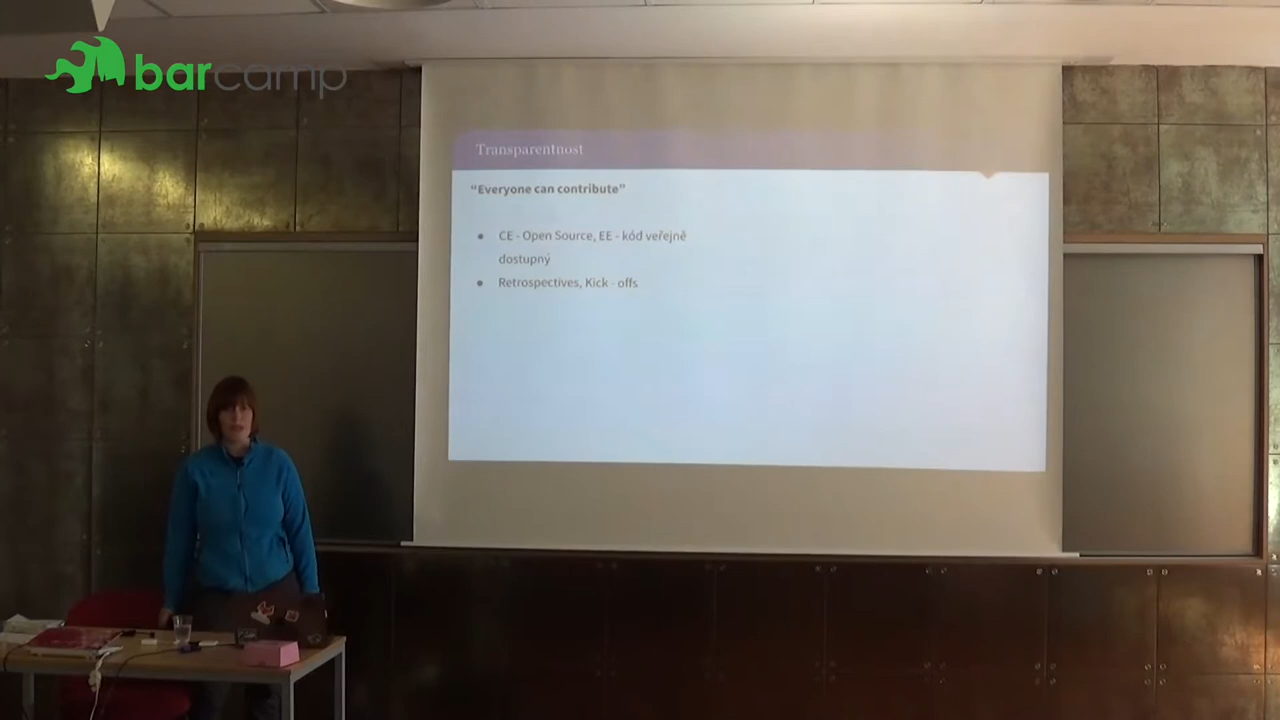 barcamp
Transparentnost
“Everyone can contribute”
● CE - Open Source, EE - kód veřejně
dostupný
● Retrospectives, Kick - offs